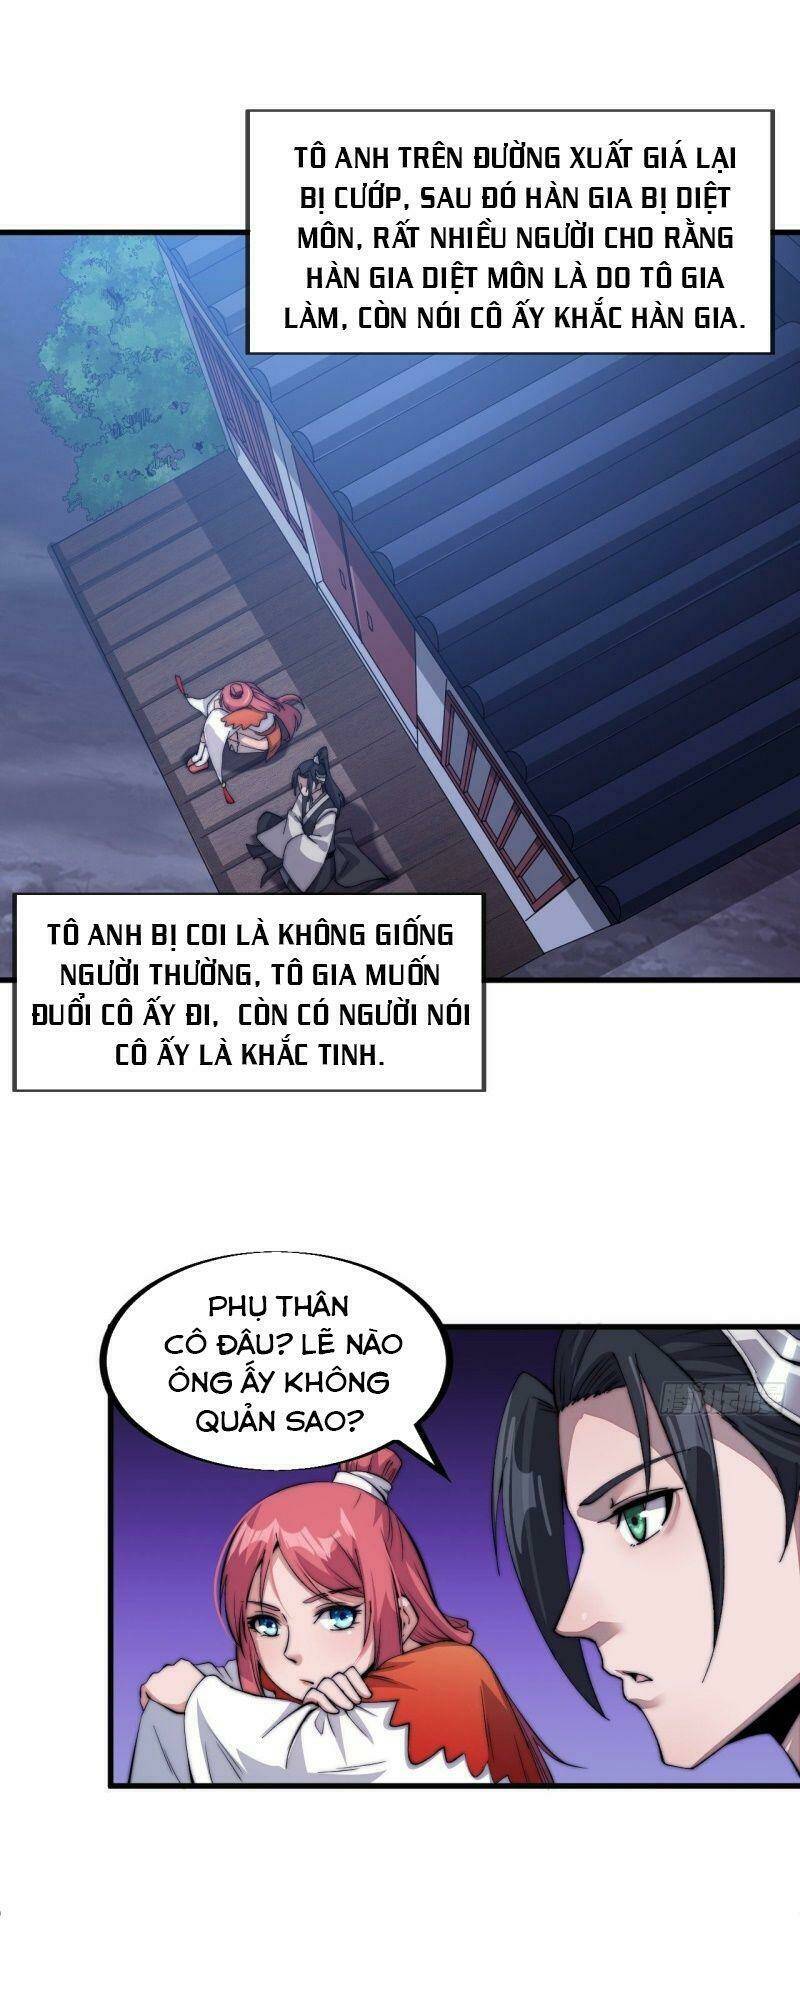 TÔ ANH TRÊN ĐƯỜNG XUẤT GIÁ LẠI
BỊ CƯỚP, SAU ĐÓ HÀN GIA BỊ DIỆT
MÔN, RẤT NHIỀU NGƯỜI CHO RẰNG
HÀN GIA DIỆT MÔN LÀ DO TÔ GIA
LÀM, CÒN NÓI CÔ ẤY KHẮC HÀN GIA.
TÔ ANH BỊ COI LÀ KHÔNG GIỐNG
NGƯỜI THƯỜNG, TÔ GIA MUỐN
ĐUỔI CÔ ẤY ĐI, CÒN CÓ NGƯỜI NÓI
CÔ ẤY LÀ KHẮC TINH.
PHỤ THÂN
CÔ ĐÂU? LẼ NÀO
ÔNG ẤY KHÔNG
QUẢN SAO?